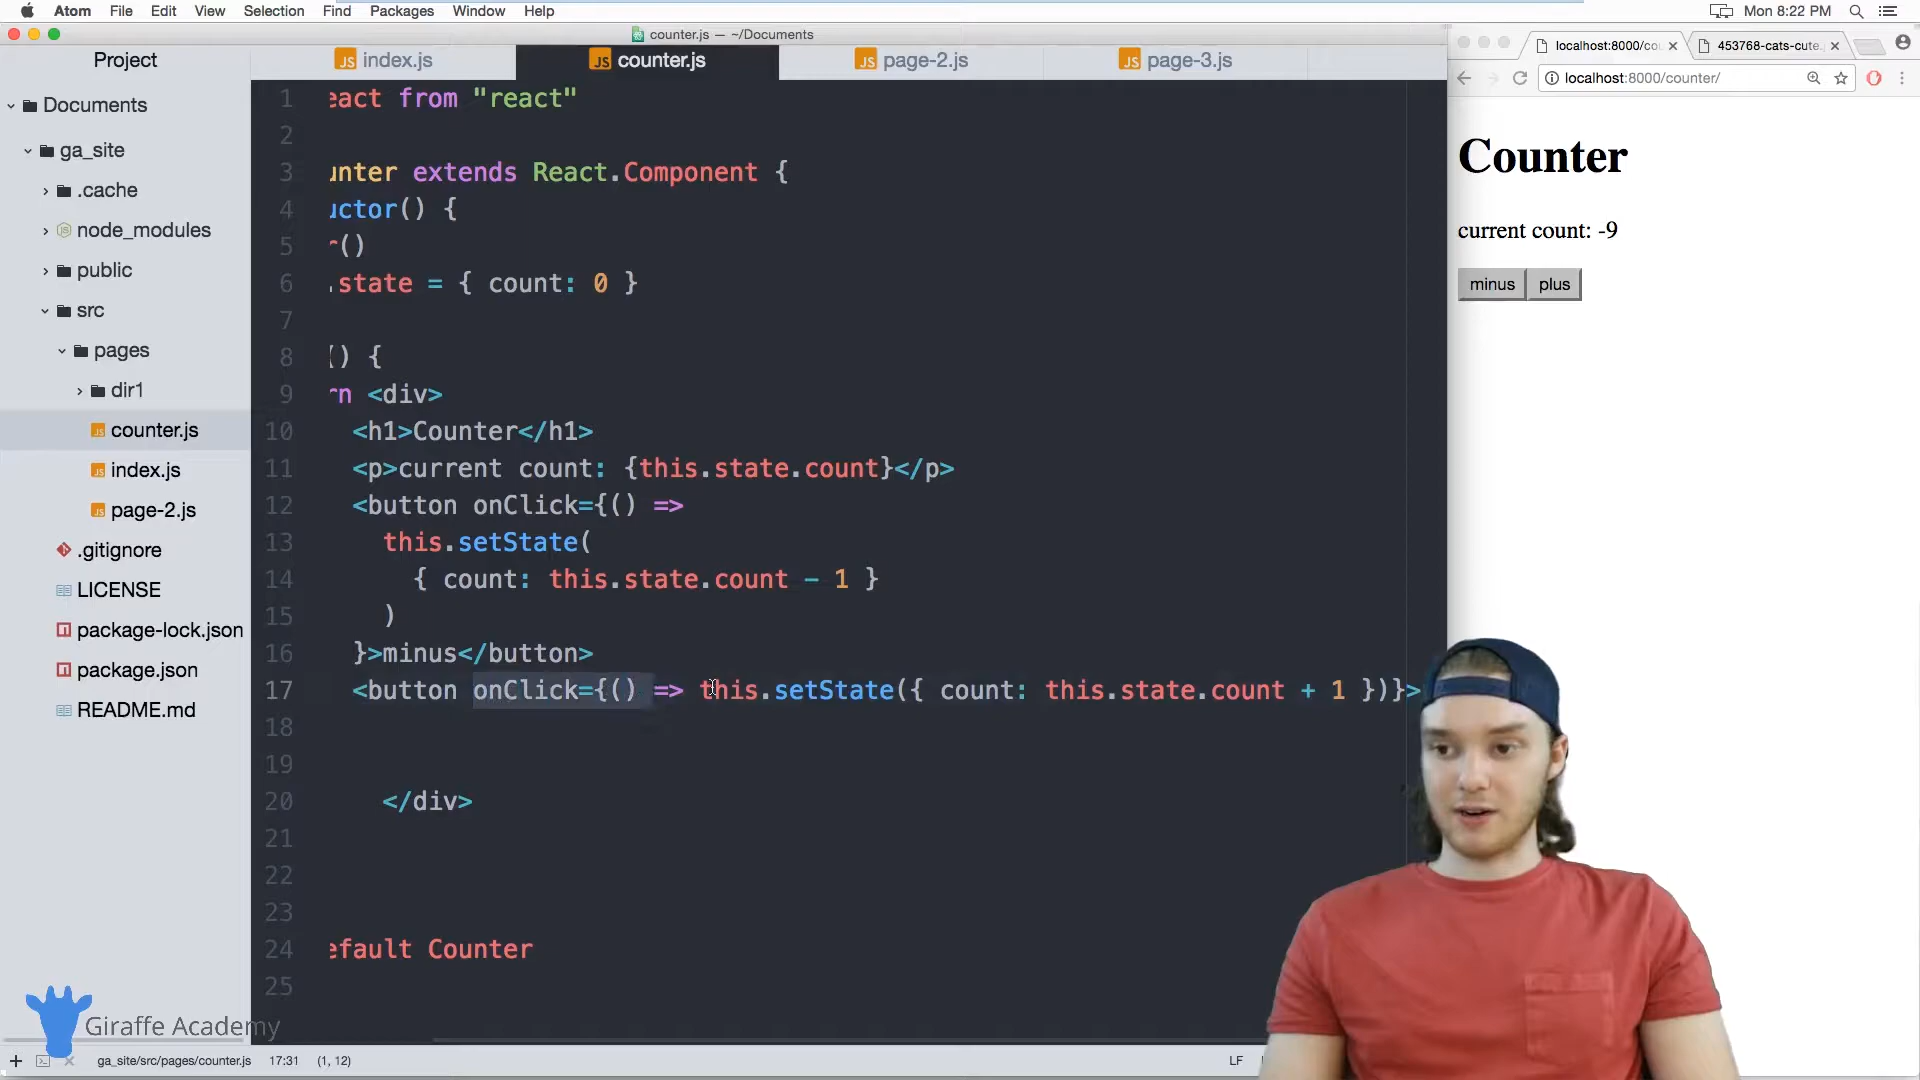 Atom File Edit View Selection Find Packages Window Help
Mon 8:22 PM
counter.js — ~/Documents
Project
index.js
counter.js
page-2.js
page-3.js
Documents
ga_site
.cache
node_modules
public
src
pages
dir1
counter.js
index.js
page-2.js
.gitignore
LICENSE
package-lock.json
package.json
README.md
1 eact from "react"
2
3 unter extends React.Component {
4 uctor() {
5 r()
6 .state = { count: 0 }
7
8 () {
9 rn <div>
10 <h1>Counter</h1>
11 <p>current count: {this.state.count}</p>
12 <button onClick={() =>
13 this.setState(
14 { count: this.state.count - 1 }
15 )
16 }>minus</button>
17 <button onClick={() => this.setState({ count: this.state.count + 1 })}>
18
19
20 </div>
21
22
23
24 efault Counter
25
Giraffe Academy
ga_site/src/pages/counter.js 17:31 (1, 12)
LF
localhost:8000/cou
453768-cats-cute.
localhost:8000/counter/
Counter
current count: -9
minus plus